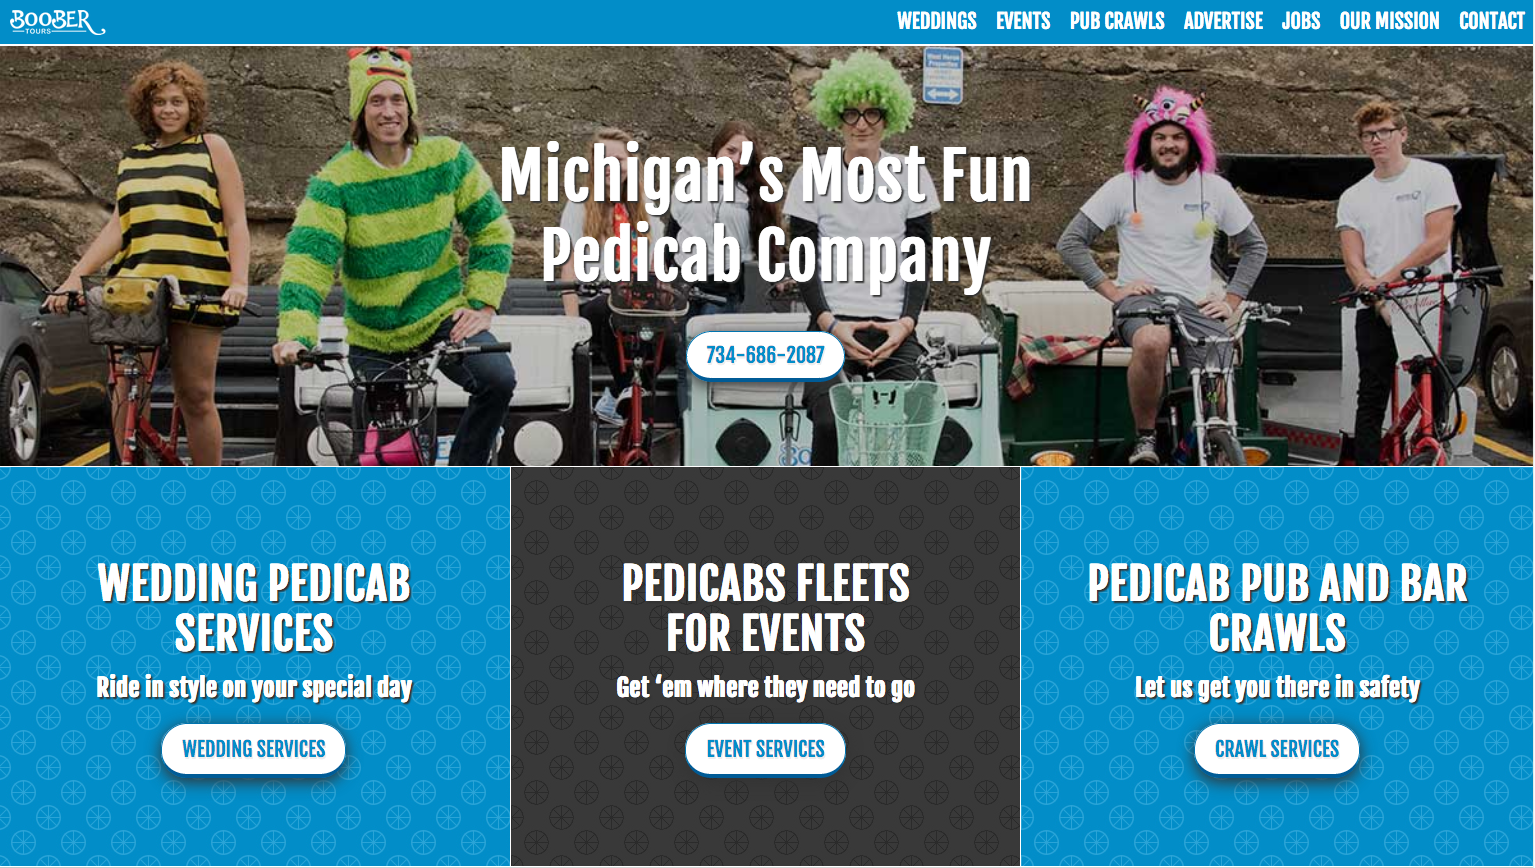 BOOBER
TOURS
WEDDINGS EVENTS PUB CRAWLS ADVERTISE JOBS OUR MISSION CONTACT
Michigan’s Most Fun
Pedicab Company
734-686-2087
WEDDING PEDICAB
SERVICES
Ride in style on your special day
WEDDING SERVICES
PEDICABS FLEETS
FOR EVENTS
Get ‘em where they need to go
EVENT SERVICES
PEDICAB PUB AND BAR
CRAWLS
Let us get you there in safety
CRAWL SERVICES